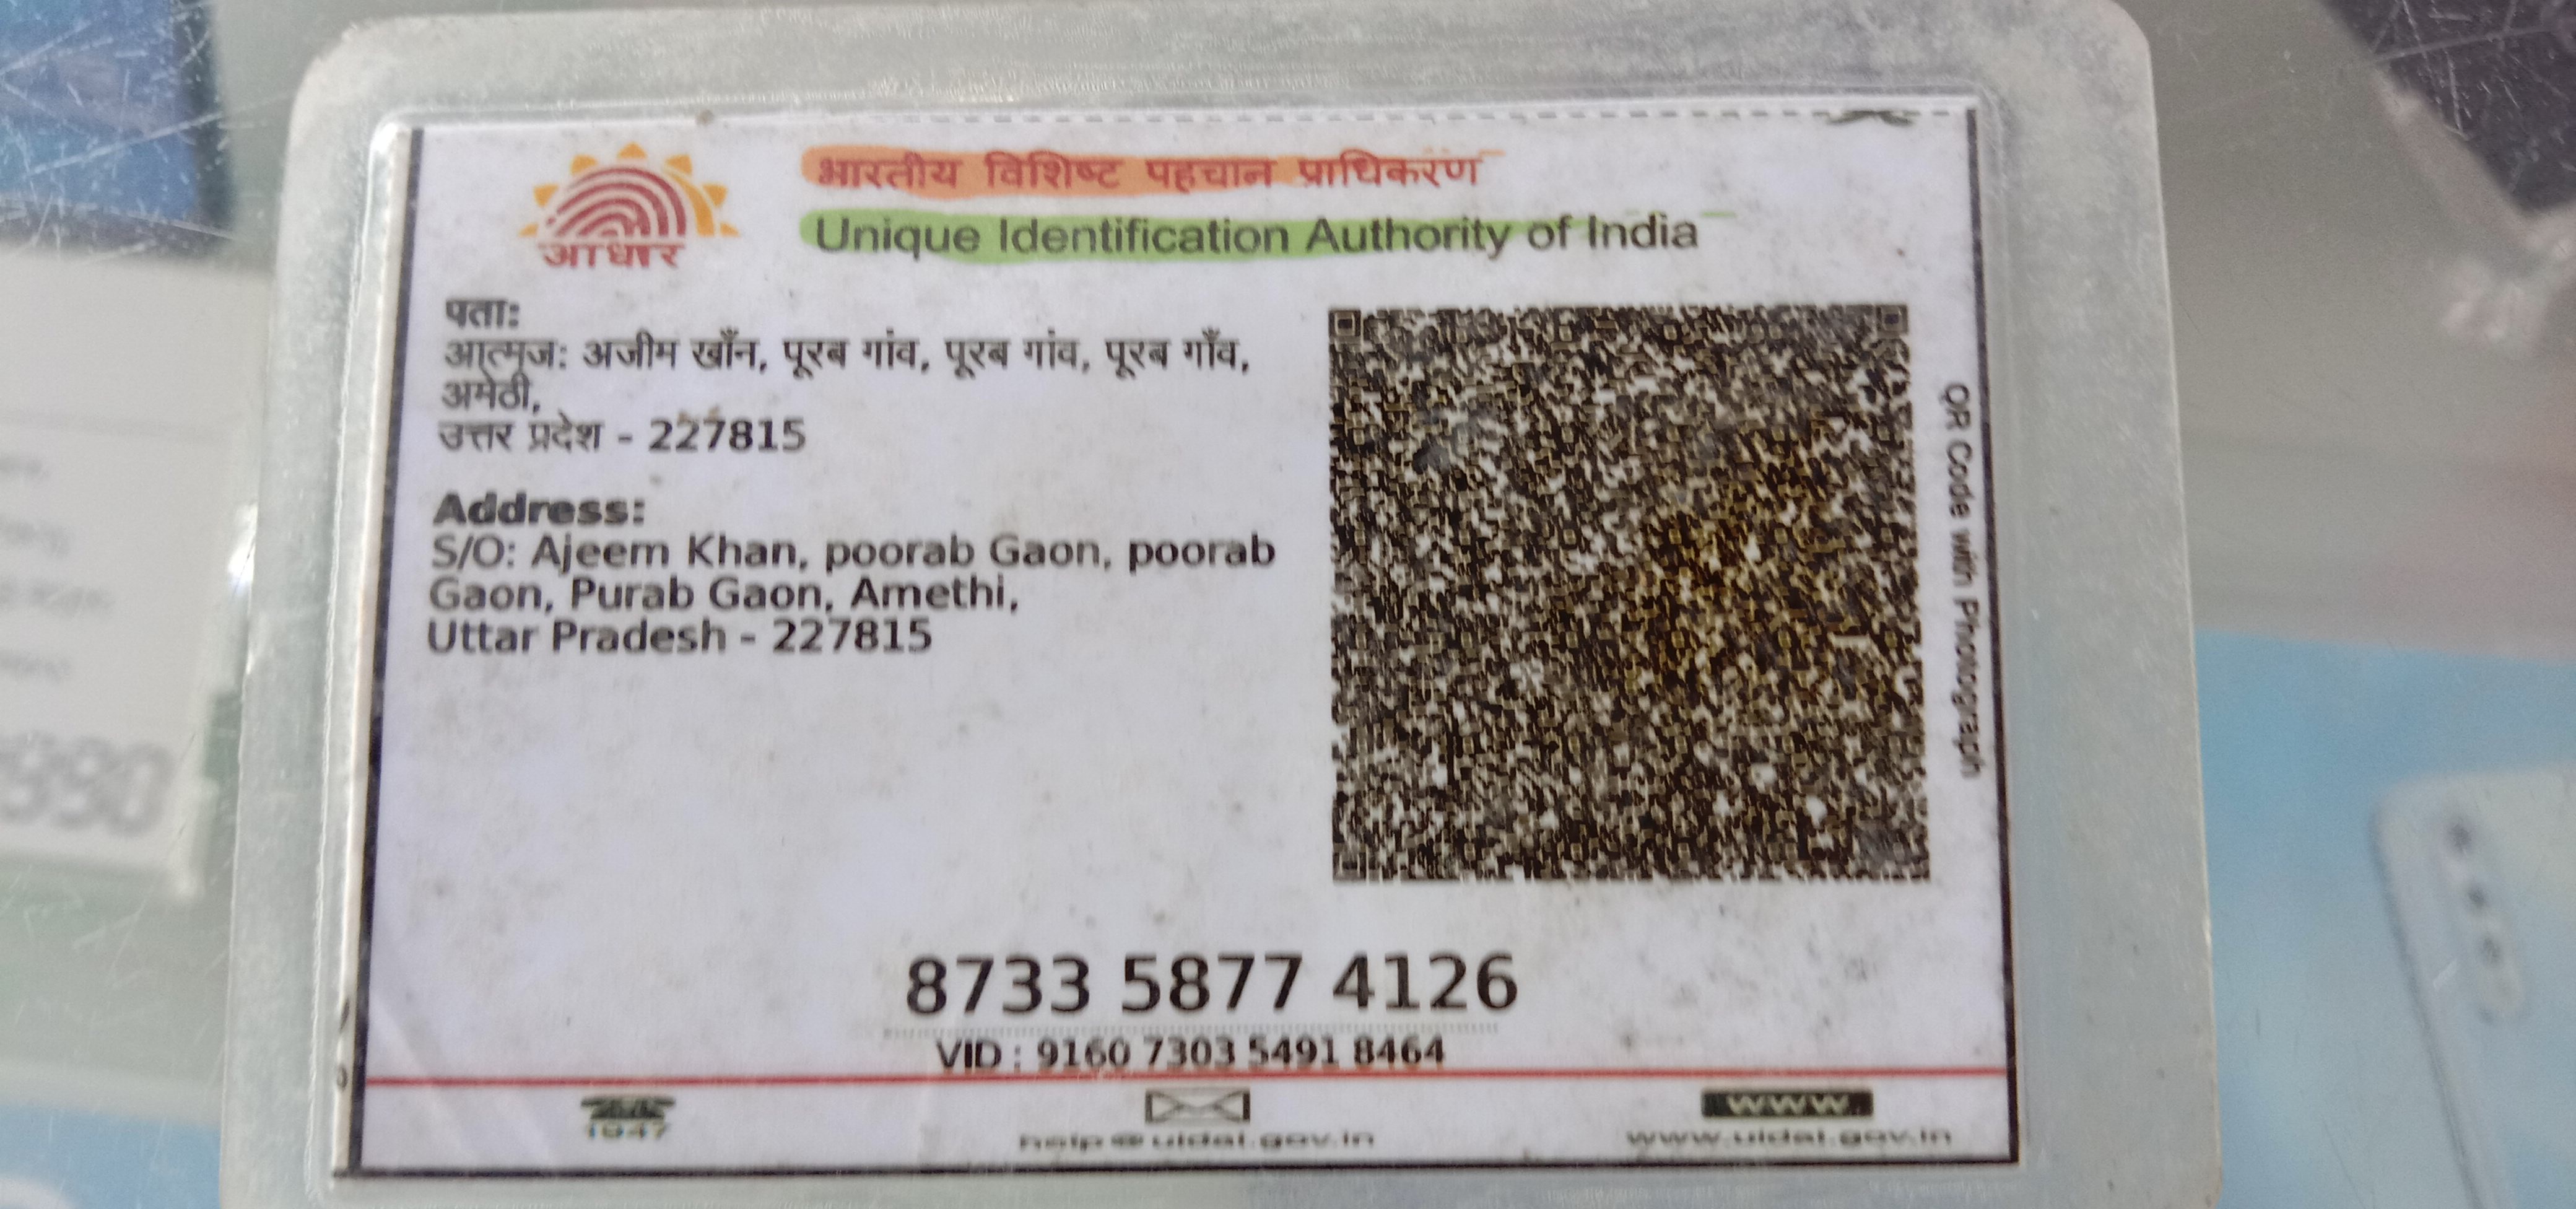 आधार
भारतीय विशिष्ट पहचान प्राधिकरण
Unique Identification Authority of India
पता:
आत्मज: अजीम खाँन, पूरब गांव, पूरब गांव, पूरब गाँव,
अमेठी,
उत्तर प्रदेश - 227815
Address:
S/O: Ajeem Khan, poorab Gaon, poorab
Gaon, Purab Gaon, Amethi,
Uttar Pradesh - 227815
QR Code with Photograph
8733 5877 4126
VID : 9160 7303 5491 8464
1947
help@uidai.gov.in
www
www.uidai.gov.in
990